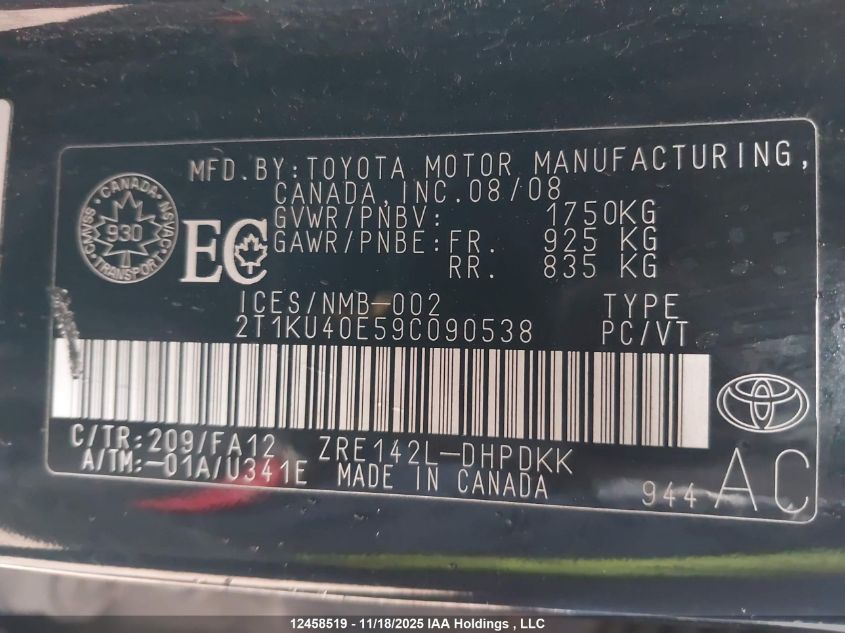 MFD.BY:TOYOTA MOTOR MANUFACTURING,
CANADA,INC.08/08
CANADA
CMVSS
NSVAC
930
TRANSPORT
EC
GVWR/PNBV: 1750KG
GAWR/PNBE:FR. 925 KG
RR. 835 KG
ICES/NMB-002 TYPE
2T1KU40E59C090538 PC/VT
C/TR:209/FA12 ZRE142L-DHPDKK
A/TM:-01A/U341E MADE IN CANADA 944 AC
12458519 - 11/18/2025 IAA Holdings , LLC